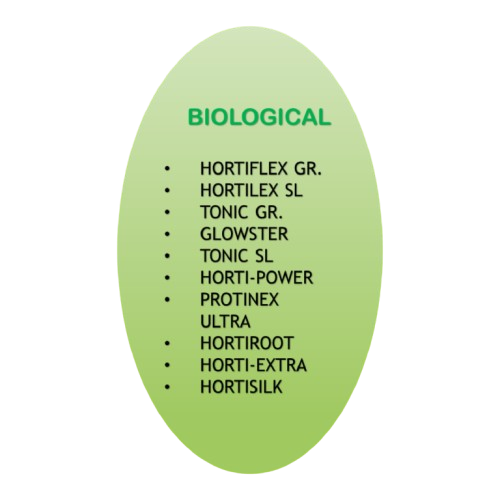 BIOLOGICAL
• HORTIFLEX GR.
• HORTILEX SL
• TONIC GR.
• GLOWSTER
• TONIC SL
• HORTI-POWER
• PROTINEX
ULTRA
• HORTIROOT
• HORTI-EXTRA
• HORTISILK